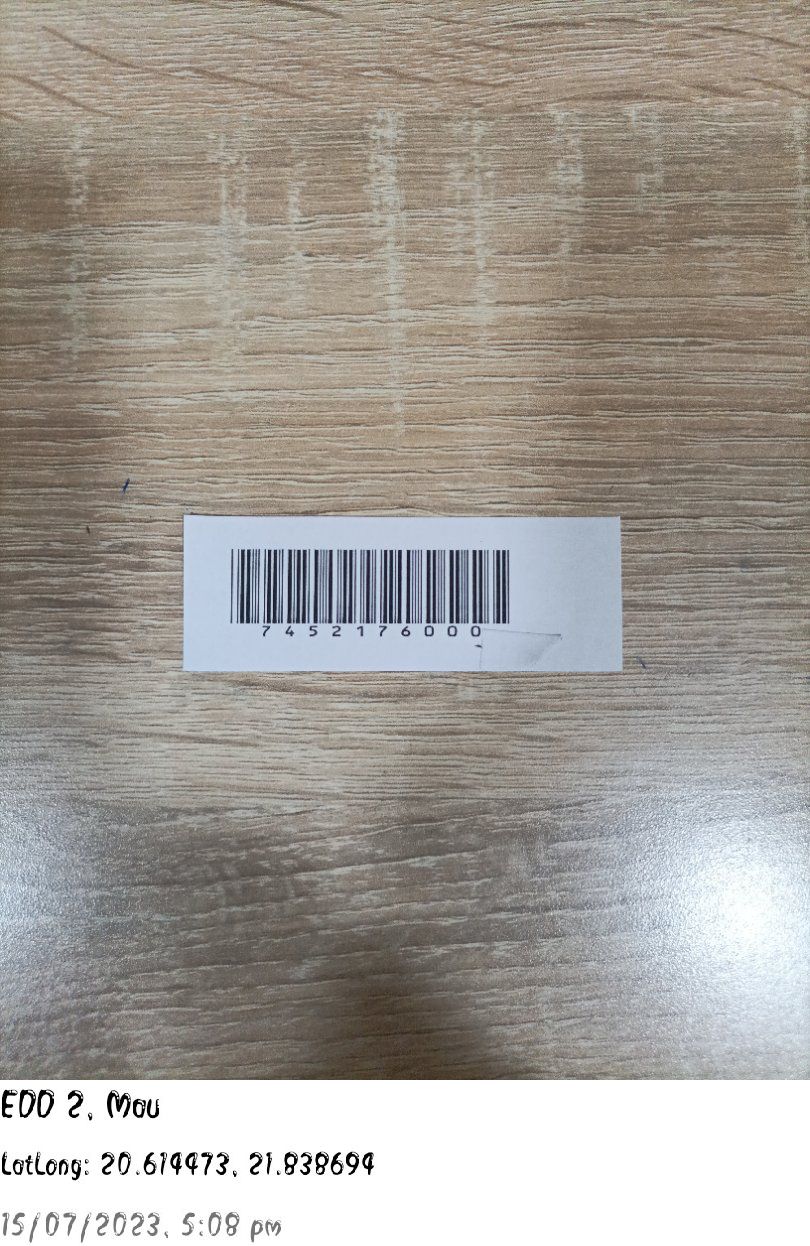 7452176000
EDD 2, Mou
LatLong: 20.614473, 21.838694
15/07/2023, 5:08 pm